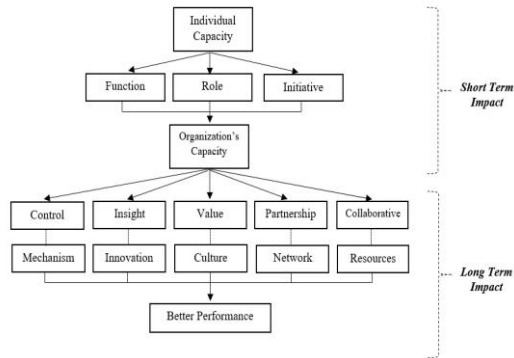 Individual
Capacity
Function
Role
Initiative
Short Term
Impact
Organization's
Capacity
Control
Insight
Value
Partnership
Collaborative
Mechanism
Innovation
Culture
Network
Resources
Long Term
Impact
Better Performance